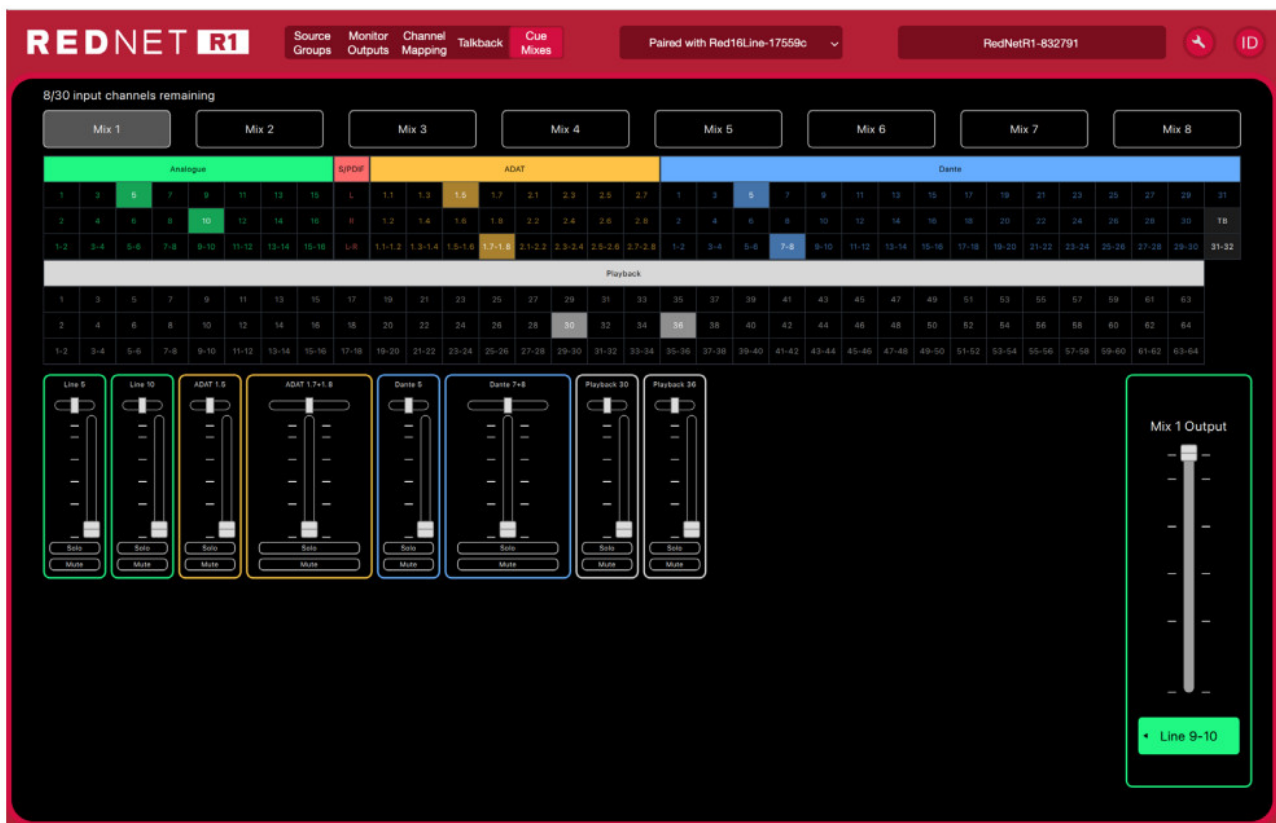 REDNET R1 Source Groups Monitor Outputs Channel Mapping Talkback Cue Mixes Paired with Red16Line-17559c RedNetR1-832791 ID
8/30 input channels remaining
Mix 1 Mix 2 Mix 3 Mix 4 Mix 5 Mix 6 Mix 7 Mix 8
Analogue S/PDIF ADAT Dante
1 3 5 7 9 11 13 15 L 1.1 1.3 1.5 1.7 2.1 2.3 2.5 2.7 1 3 5 7 9 11 13 15 17 19 21 23 25 27 29 31
2 4 6 8 10 12 14 16 R 1.2 1.4 1.6 1.8 2.2 2.4 2.6 2.8 2 4 6 8 10 12 14 16 18 20 22 24 26 28 30 TB
1-2 3-4 5-6 7-8 9-10 11-12 13-14 15-16 L-R 1.1-1.2 1.3-1.4 1.5-1.6 1.7-1.8 2.1-2.2 2.3-2.4 2.5-2.6 2.7-2.8 1-2 3-4 5-6 7-8 9-10 11-12 13-14 15-16 17-18 19-20 21-22 23-24 25-26 27-28 29-30 31-32
Playback
1 3 5 7 9 11 13 15 17 19 21 23 25 27 29 31 33 35 37 39 41 43 45 47 49 51 53 55 57 59 61 63
2 4 6 8 10 12 14 16 18 20 22 24 26 28 30 32 34 36 38 40 42 44 46 48 50 52 54 56 58 60 62 64
1-2 3-4 5-6 7-8 9-10 11-12 13-14 15-16 17-18 19-20 21-22 23-24 25-26 27-28 29-30 31-32 33-34 35-36 37-38 39-40 41-42 43-44 45-46 47-48 49-50 51-52 53-54 55-56 57-58 59-60 61-62 63-64
Line 5 Line 10 ADAT 1.5 ADAT 1.7+1.8 Dante 5 Dante 7+8 Playback 30 Playback 36
Solo Solo Solo Solo Solo Solo Solo Solo
Mute Mute Mute Mute Mute Mute Mute Mute
Mix 1 Output
Line 9-10